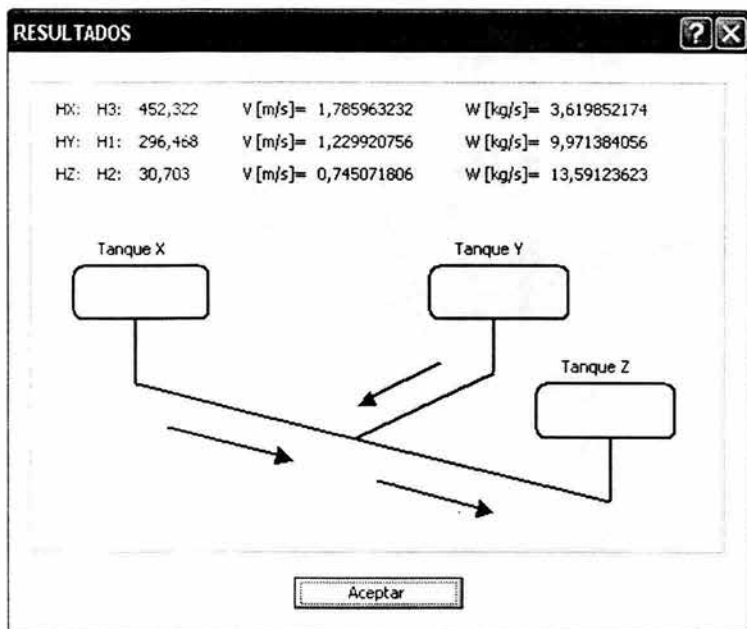 RESULTADOS
HX: H3: 452,322 V [m/s]= 1,785963232 W [kg/s]= 3,619852174
HY: H1: 296,468 V [m/s]= 1,229920756 W [kg/s]= 9,971384056
HZ: H2: 30,703 V [m/s]= 0,745071806 W [kg/s]= 13,59123623
Tanque X
Tanque Y
Tanque Z
Aceptar